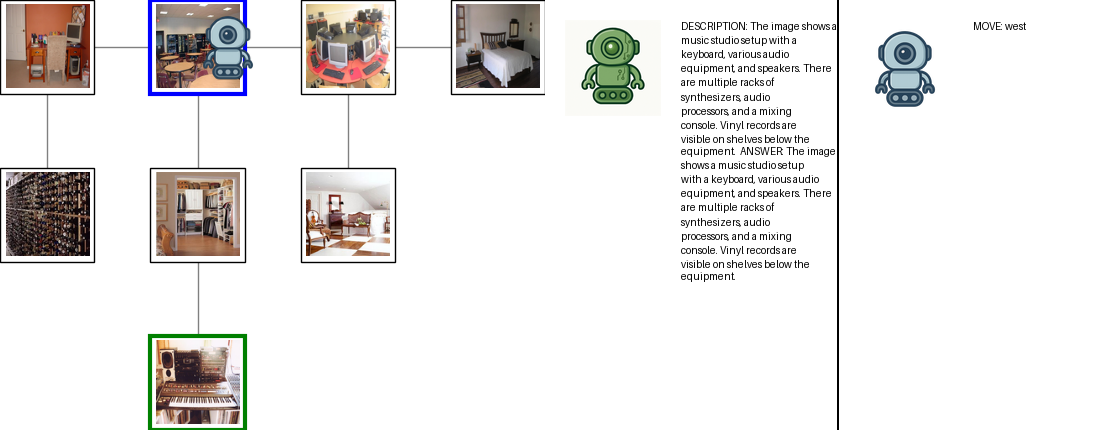 DESCRIPTION: The image shows a
music studio setup with a
keyboard, various audio
equipment, and speakers. There
are multiple racks of
synthesizers, audio
processors, and a mixing
console. Vinyl records are
visible on shelves below the
equipment. ANSWER: The image
shows a music studio setup
with a keyboard, various audio
equipment, and speakers. There
are multiple racks of
synthesizers, audio
processors, and a mixing
console. Vinyl records are
visible on shelves below the
equipment.
MOVE: west